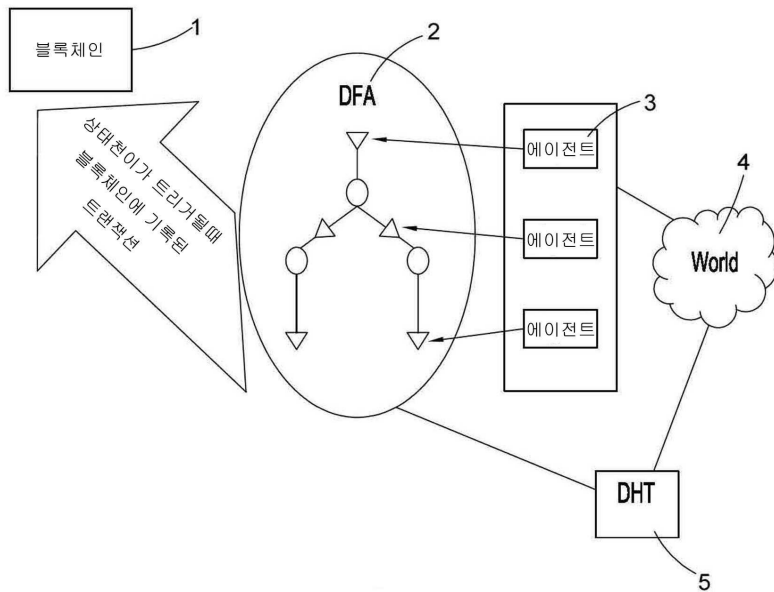 블록체인
1
상태천이가 트리거될때
블록체인에 기록된
트랜잭션
DFA
2
에이전트
3
에이전트
에이전트
World
4
DHT
5